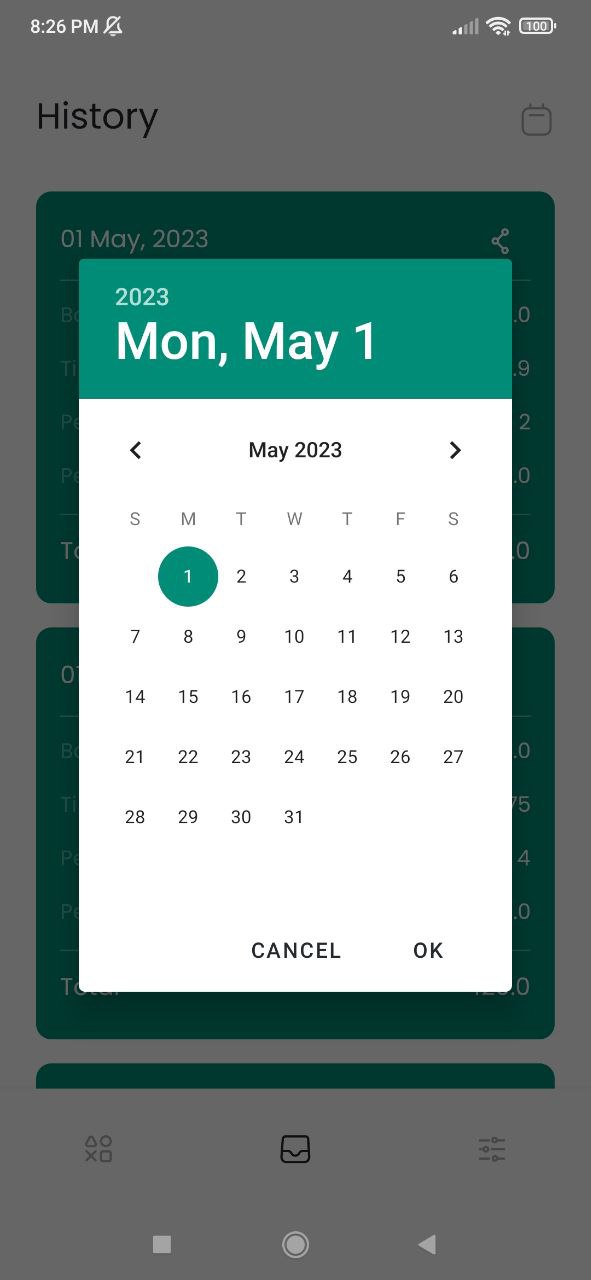 8:26 PM 100
History
01 May, 2023
2023
Mon, May 1
May 2023
S M T W T F S
1 2 3 4 5 6
7 8 9 10 11 12 13
14 15 16 17 18 19 20
21 22 23 24 25 26 27
28 29 30 31
CANCEL OK
Total